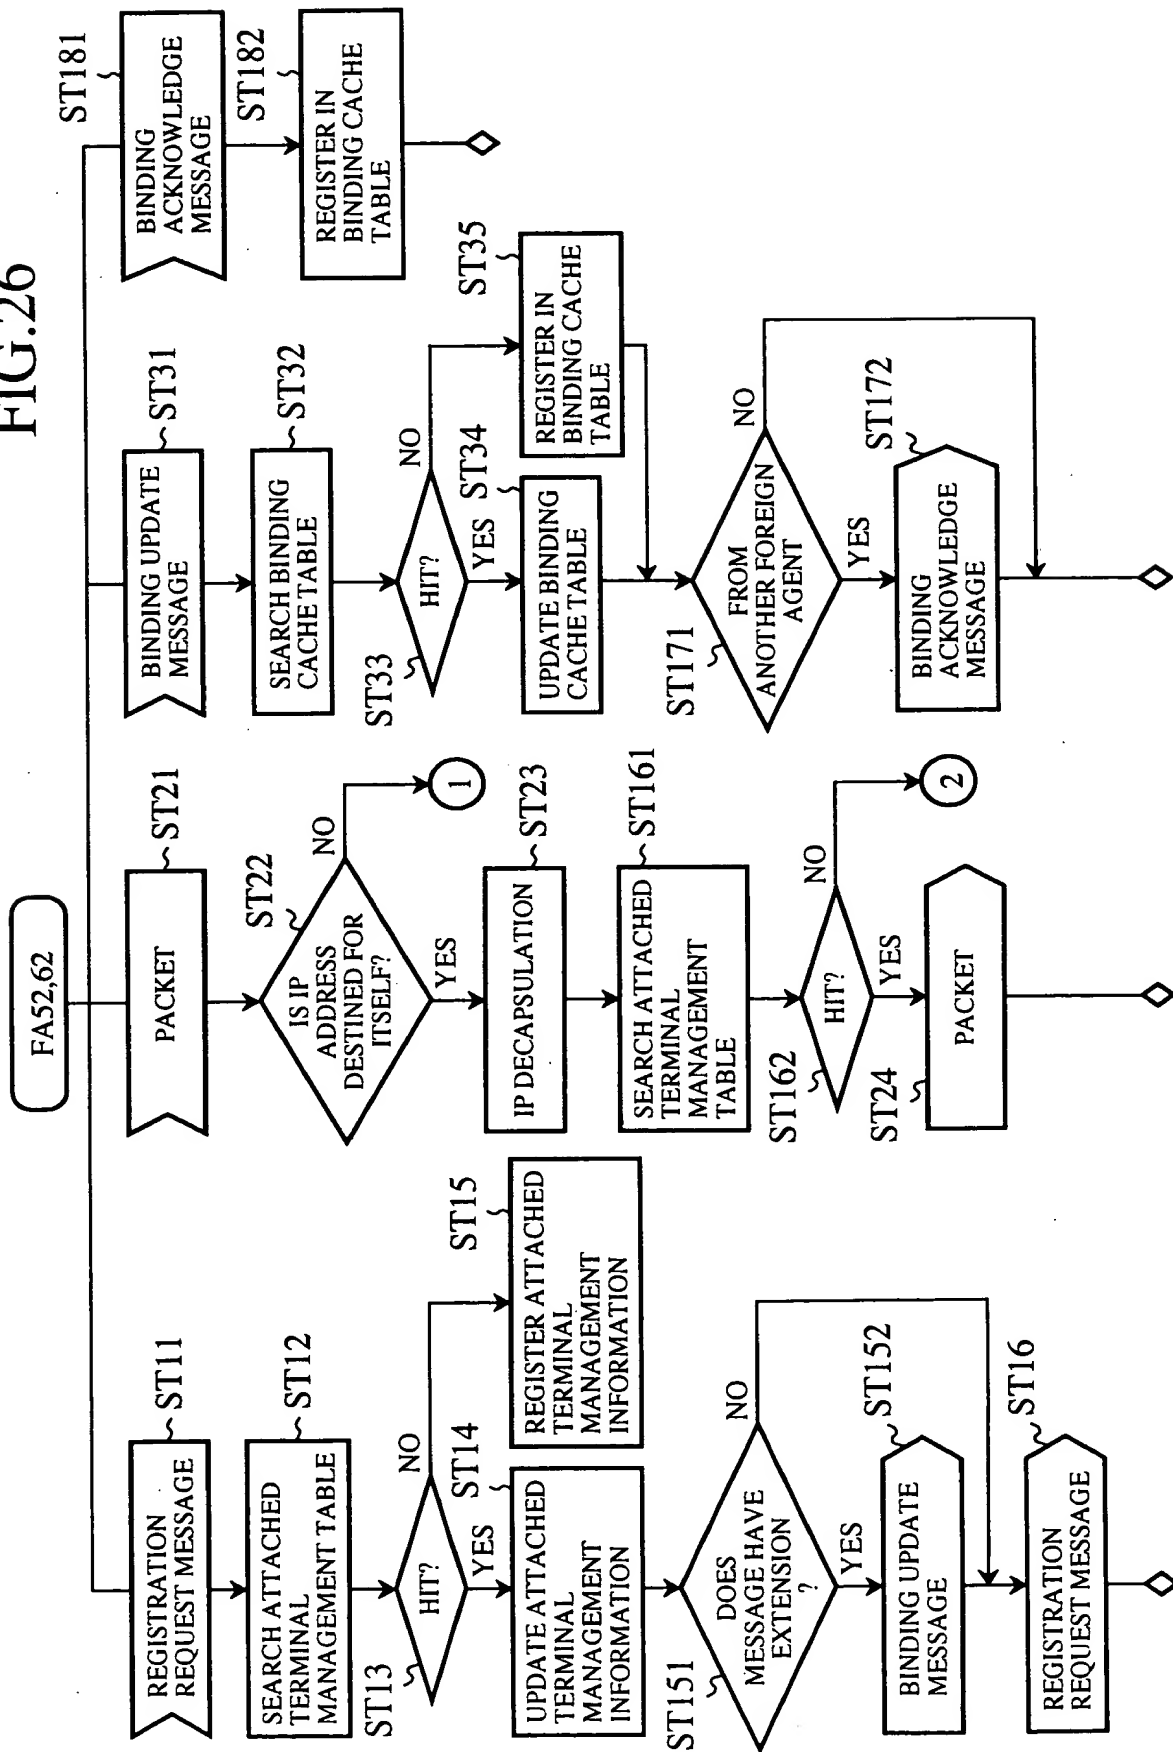 FIG.26
FA52,62
REGISTRATION
REQUEST MESSAGE
ST11
SEARCH ATTACHED
TERMINAL
MANAGEMENT TABLE
ST12
HIT?
ST13
NO
YES
UPDATE ATTACHED
TERMINAL
MANAGEMENT
INFORMATION
ST14
REGISTER ATTACHED
TERMINAL
MANAGEMENT
INFORMATION
ST15
DOES
MESSAGE HAVE
EXTENSION
?
ST151
NO
YES
BINDING UPDATE
MESSAGE
ST152
REGISTRATION
REQUEST MESSAGE
ST16
PACKET
ST21
IS IP
ADDRESS
DESTINED FOR
ITSELF?
ST22
NO
1
YES
IP DECAPSULATION
ST23
SEARCH ATTACHED
TERMINAL
MANAGEMENT
TABLE
ST161
HIT?
ST162
NO
2
YES
PACKET
ST24
BINDING UPDATE
MESSAGE
ST31
SEARCH BINDING
CACHE TABLE
ST32
HIT?
ST33
NO
YES
UPDATE BINDING
CACHE TABLE
ST34
REGISTER IN
BINDING CACHE
TABLE
ST35
FROM
ANOTHER FOREIGN
AGENT
ST171
NO
YES
BINDING
ACKNOWLEDGE
MESSAGE
ST172
BINDING
ACKNOWLEDGE
MESSAGE
ST181
REGISTER IN
BINDING CACHE
TABLE
ST182